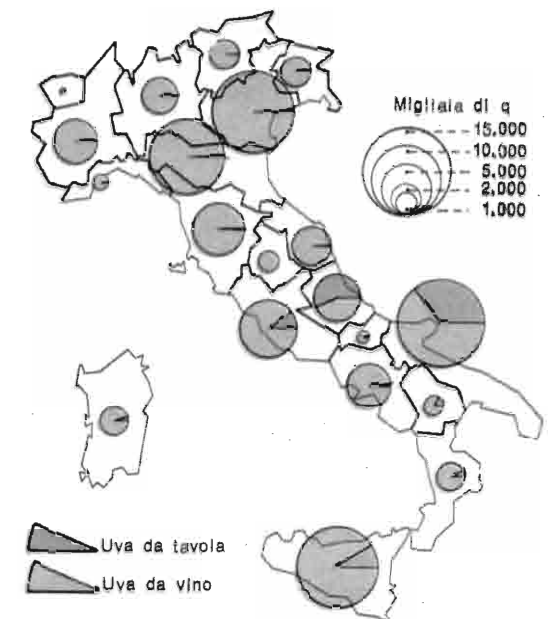 Migliaia di q
15.000
10.000
5.000
2.000
1.000
Uva da tavola
Uva da vino